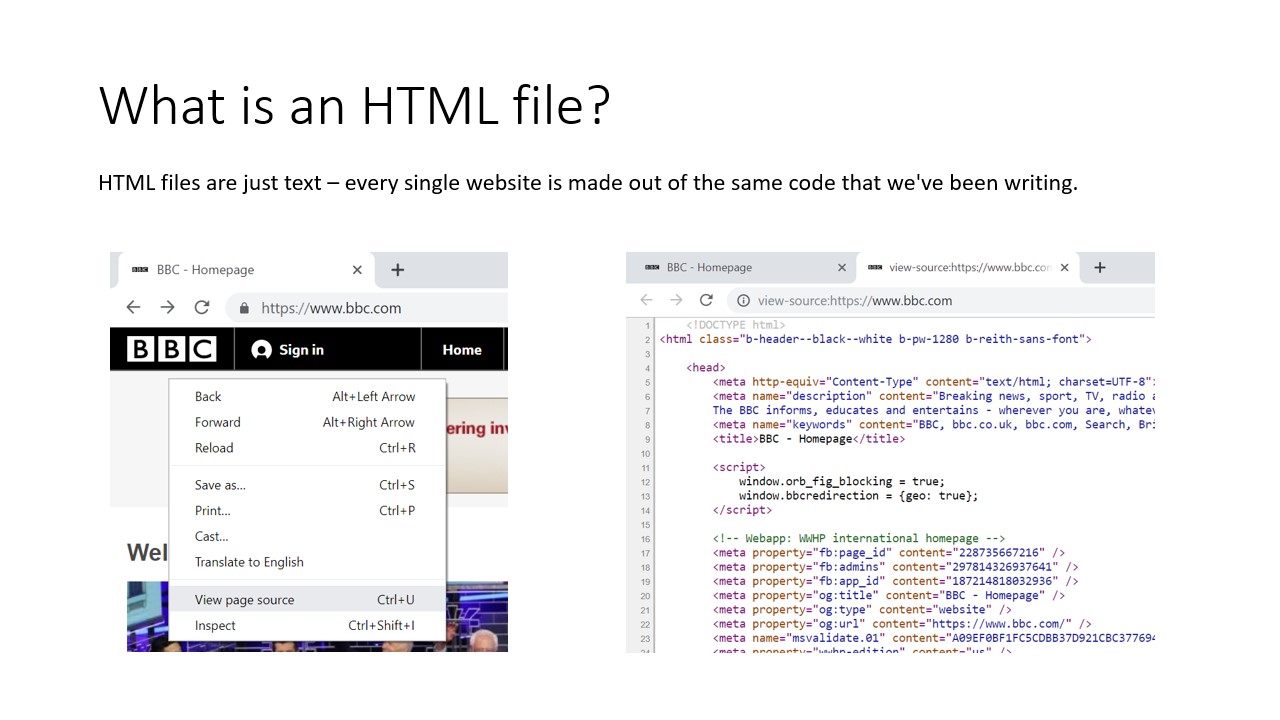 What is an HTML file?
HTML files are just text – every single website is made out of the same code that we've been writing.
BBC BBC - Homepage × +
https://www.bbc.com
BBC Sign in Home
Back Alt+Left Arrow
Forward Alt+Right Arrow
Reload Ctrl+R
Save as... Ctrl+S
Print... Ctrl+P
Cast...
Translate to English
View page source Ctrl+U
Inspect Ctrl+Shift+I
ering inv
Wel
BBC BBC - Homepage × BBC view-source:https://www.bbc.con × +
view-source:https://www.bbc.com
1 <!DOCTYPE html>
2 <html class="b-header--black--white b-pw-1280 b-reith-sans-font">
3
4 <head>
5 <meta http-equiv="Content-Type" content="text/html; charset=UTF-8">
6 <meta name="description" content="Breaking news, sport, TV, radio a
7 The BBC informs, educates and entertains - wherever you are, whatev
8 <meta name="keywords" content="BBC, bbc.co.uk, bbc.com, Search, Bri
9 <title>BBC - Homepage</title>
10
11 <script>
12 window.orb_fig_blocking = true;
13 window.bbcredirection = {geo: true};
14 </script>
15
16 <!-- Webapp: WWHP international homepage -->
17 <meta property="fb:page_id" content="228735667216" />
18 <meta property="fb:admins" content="297814326937641" />
19 <meta property="fb:app_id" content="187214818032936" />
20 <meta property="og:title" content="BBC - Homepage" />
21 <meta property="og:type" content="website" />
22 <meta property="og:url" content="https://www.bbc.com/" />
23 <meta name="msvalidate.01" content="A09EF0BF1FC5CDBB37D921CBC377694
24 <meta property="wwhp-edition" content="us" />